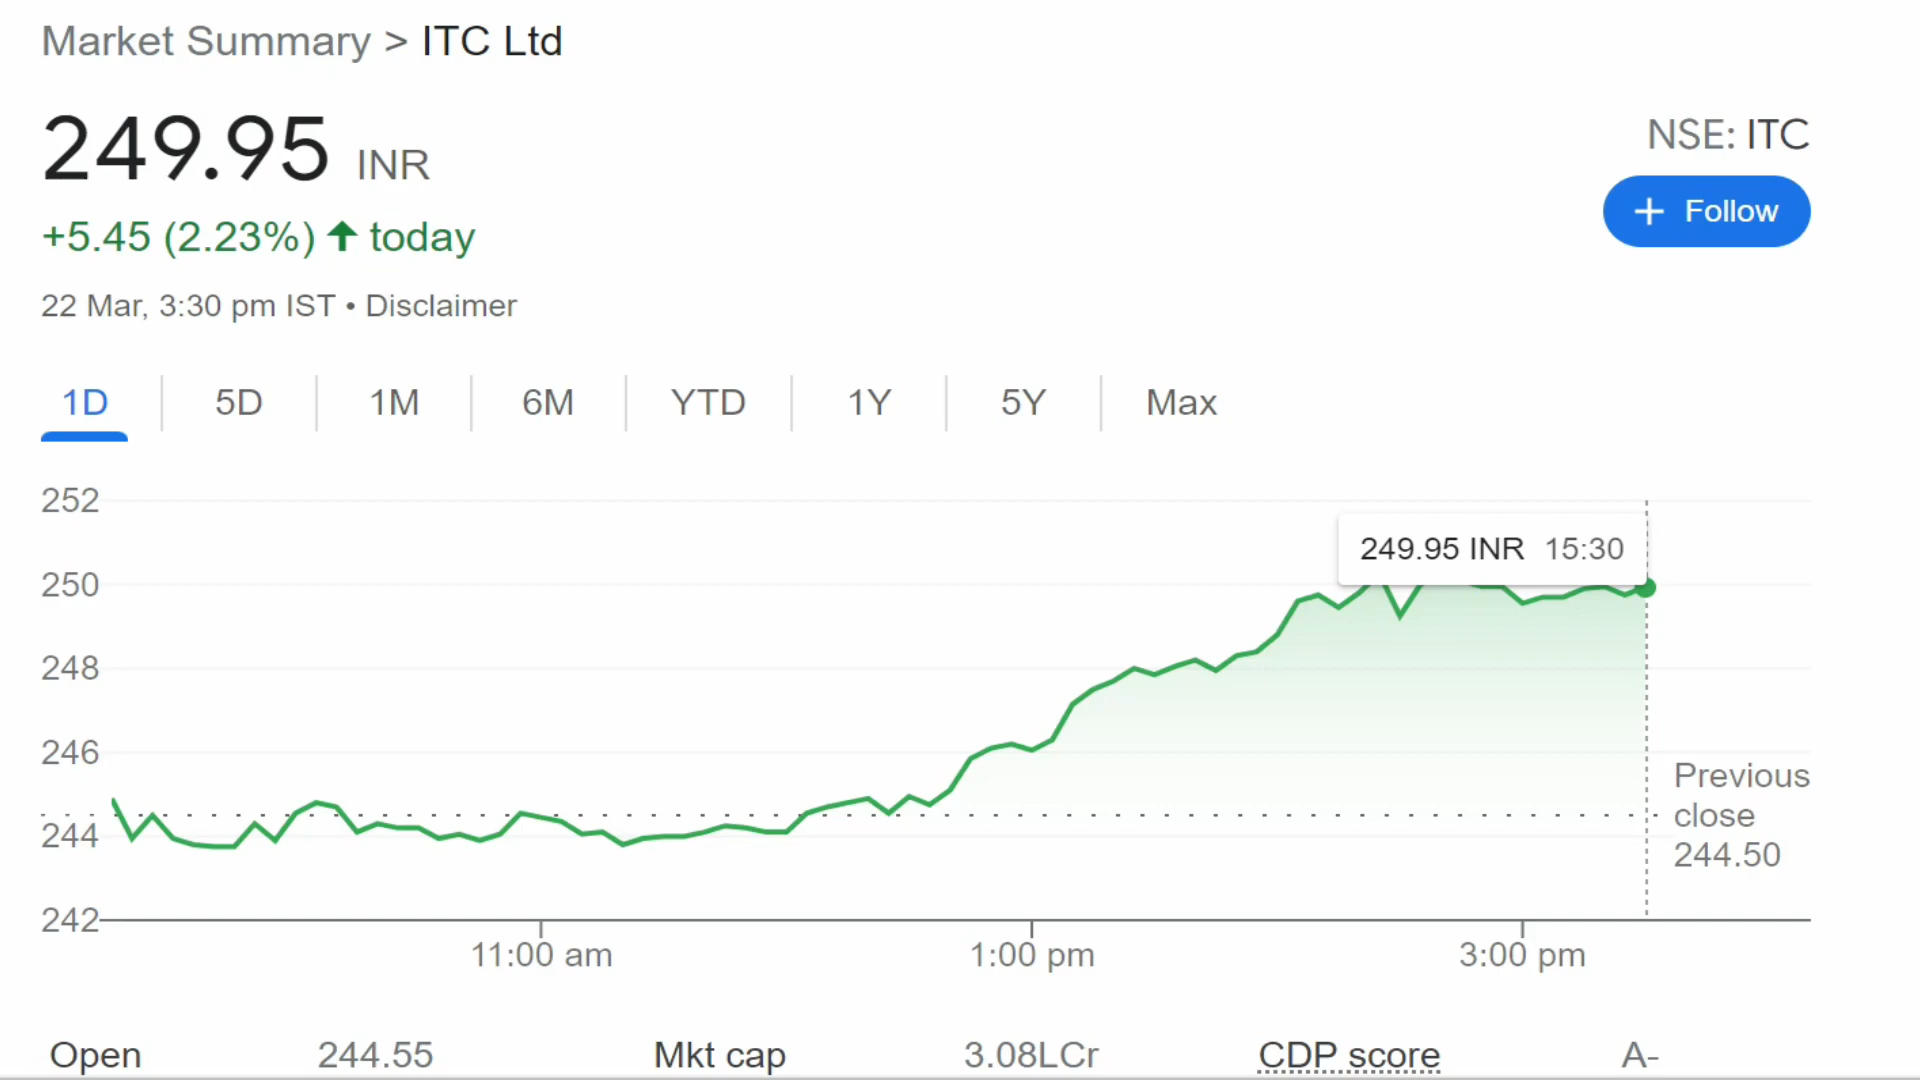 Market Summary > ITC Ltd
249.95 INR
NSE: ITC
+ Follow
+5.45 (2.23%) ↑ today
22 Mar, 3:30 pm IST • Disclaimer
1D 5D 1M 6M YTD 1Y 5Y Max
252
249.95 INR 15:30
250
248
246
Previous
close
244.50
244
242
11:00 am 1:00 pm 3:00 pm
Open 244.55 Mkt cap 3.08LCr CDP score A-